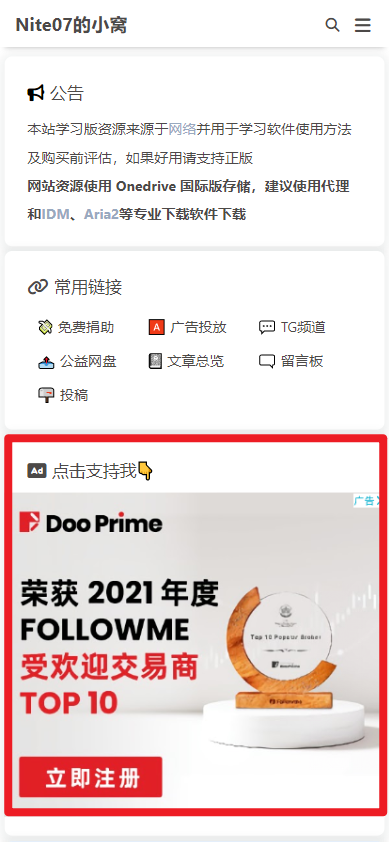 Nite07的小窝
公告
本站学习版资源来源于网络并用于学习软件使用方法
及购买前评估，如果好用请支持正版
网站资源使用 Onedrive 国际版存储，建议使用代理
和IDM、Aria2等专业下载软件下载
常用链接
免费捐助 A 广告投放 TG频道
公益网盘 文章总览 留言板
投稿
Ad 点击支持我
广告 X
Doo Prime
荣获 2021 年度
FOLLOWME
受欢迎交易商
TOP 10
Top 10 Popular Broker
DooPrime
FollowMe
立即注册